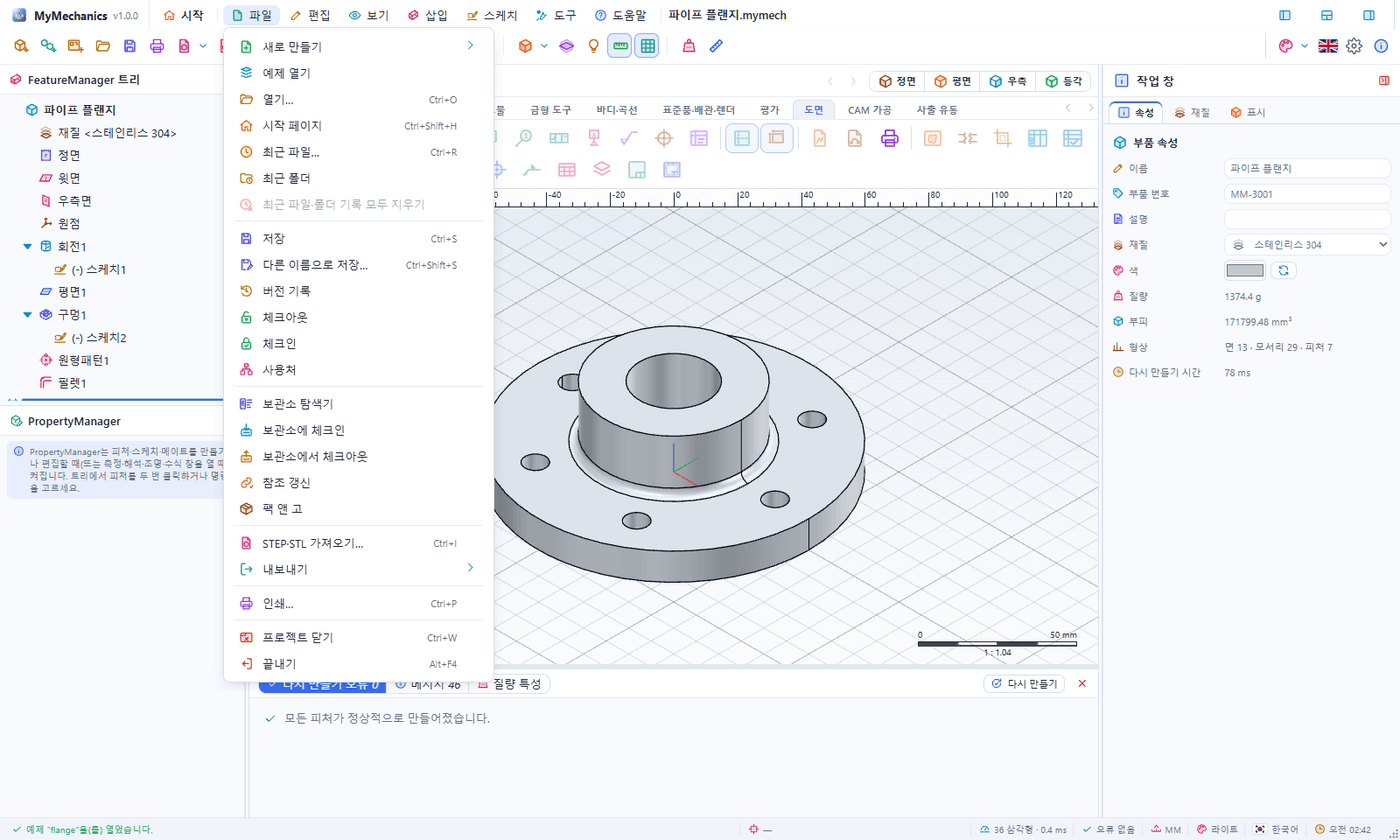 MyMechanics v1.0.0 시작 파일 편집 보기 삽입 스케치 도구 도움말 파이프 플랜지.mymech
FeatureManager 트리
파이프 플랜지
재질 <스테인리스 304>
정면
윗면
우측면
원점
회전1
(-) 스케치1
평면1
구멍1
(-) 스케치2
원형패턴1
필렛1
PropertyManager
PropertyManager는 피처·스케치·메이트를 만들거
나 편집할 때(또는 측정·해석·조명·수식 창을 열 때
켜집니다. 트리에서 피처를 두 번 클릭하거나 명령
을 고르세요.
새로 만들기
예제 열기
열기... Ctrl+O
시작 페이지 Ctrl+Shift+H
최근 파일... Ctrl+R
최근 폴더
최근 파일·폴더 기록 모두 지우기
저장 Ctrl+S
다른 이름으로 저장... Ctrl+Shift+S
버전 기록
체크아웃
체크인
사용처
보관소 탐색기
보관소에 체크인
보관소에서 체크아웃
참조 갱신
팩 앤 고
STEP·STL 가져오기... Ctrl+I
내보내기
인쇄... Ctrl+P
프로젝트 닫기 Ctrl+W
끝내기 Alt+F4
정면 평면 우측 등각
금형 도구 바디·곡선 표준품·배관·렌더 평가 도면 CAM 가공 사출 유동
-40 -20 0 20 40 60 80 100 120
0 50 mm
1 : 1.04
다시 만들기 오류 0 메시지 46 질량 특성 다시 만들기
모든 피처가 정상적으로 만들어졌습니다.
작업 창
속성 재질 표시
부품 속성
이름 파이프 플랜지
부품 번호 MM-3001
설명
재질 스테인리스 304
색
질량 1374.4 g
부피 171799.48 mm³
형상 면 13 · 모서리 29 · 피처 7
다시 만들기 시간 78 ms
예제 "flange"을(를) 열었습니다. — 36 삼각형 · 0.4 ms 오류 없음 MM 라이트 한국어 오전 02:42